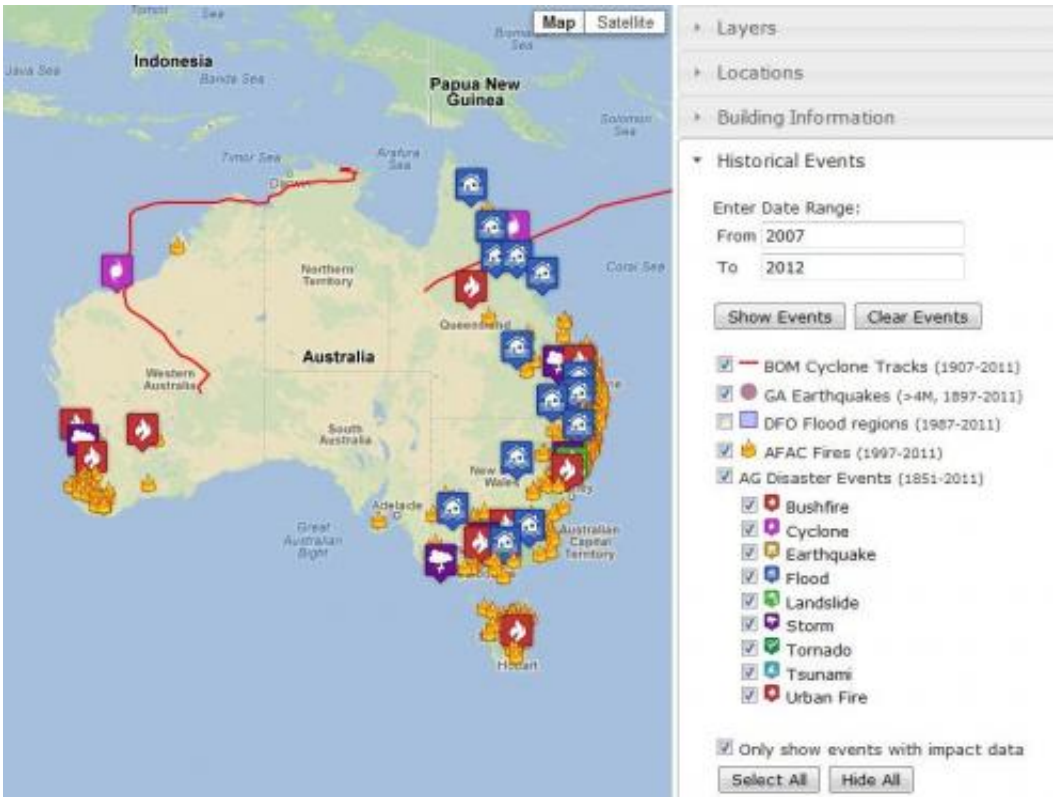 Timor Sea
Map Satellite
Indonesia
Java Sea
Banda Sea
Papua New
Guinea
Solomon
Sea
Timor Sea
Arafura
Sea
Coral Sea
Northern
Territory
Queensland
Australia
Western
Australia
South
Australia
New
Wales
Adelaide
Great
Australian
Bight
Australian
Capital
Territory
Hobart
Layers
Locations
Building Information
Historical Events
Enter Date Range:
From 2007
To 2012
Show Events Clear Events
BOM Cyclone Tracks (1907-2011)
GA Earthquakes (>4M, 1897-2011)
DFO Flood regions (1987-2011)
AFAC Fires (1997-2011)
AG Disaster Events (1851-2011)
Bushfire
Cyclone
Earthquake
Flood
Landslide
Storm
Tornado
Tsunami
Urban Fire
Only show events with impact data
Select All Hide All